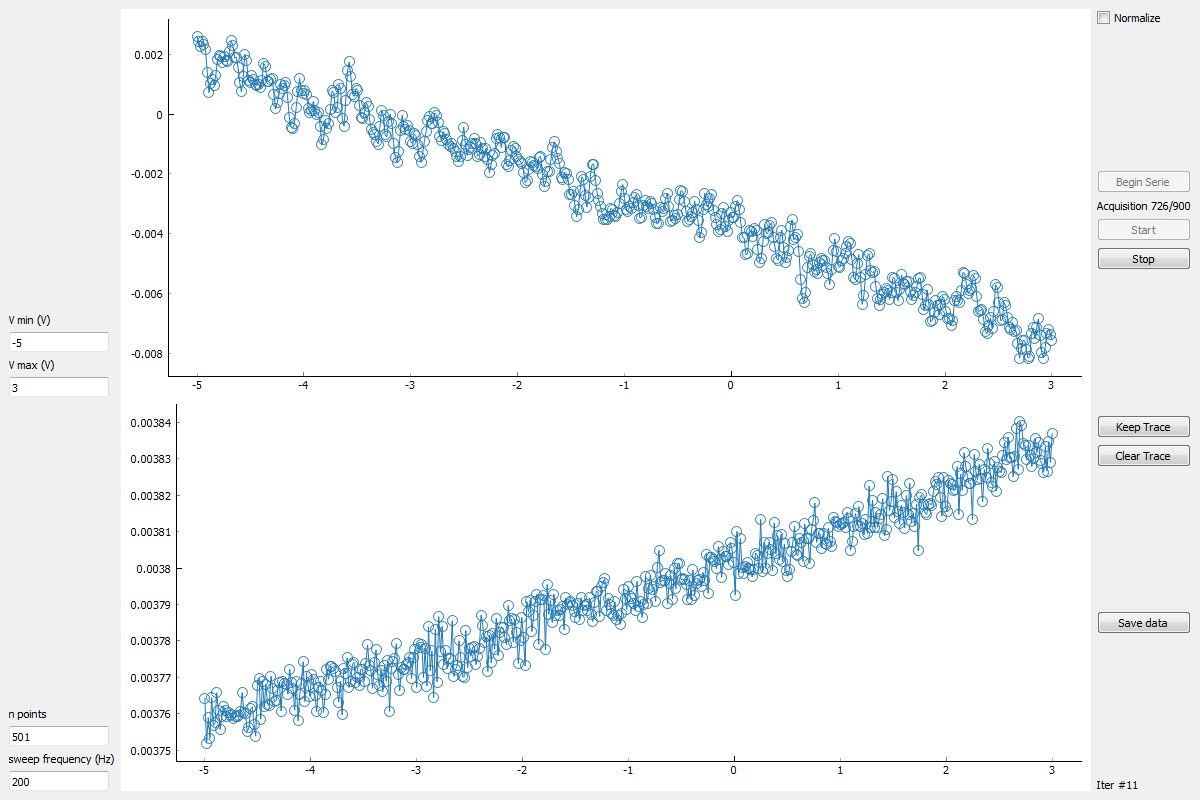 Normalize
0.002
0
-0.002
-0.004
-0.006
-0.008
-5 -4 -3 -2 -1 0 1 2 3
Begin Serie
Acquisition 726/900
Start
Stop
V min (V)
-5
V max (V)
3
0.00384
0.00383
0.00382
0.00381
0.0038
0.00379
0.00378
0.00377
0.00376
0.00375
-5 -4 -3 -2 -1 0 1 2 3
Keep Trace
Clear Trace
Save data
n points
501
sweep frequency (Hz)
200
Iter #11